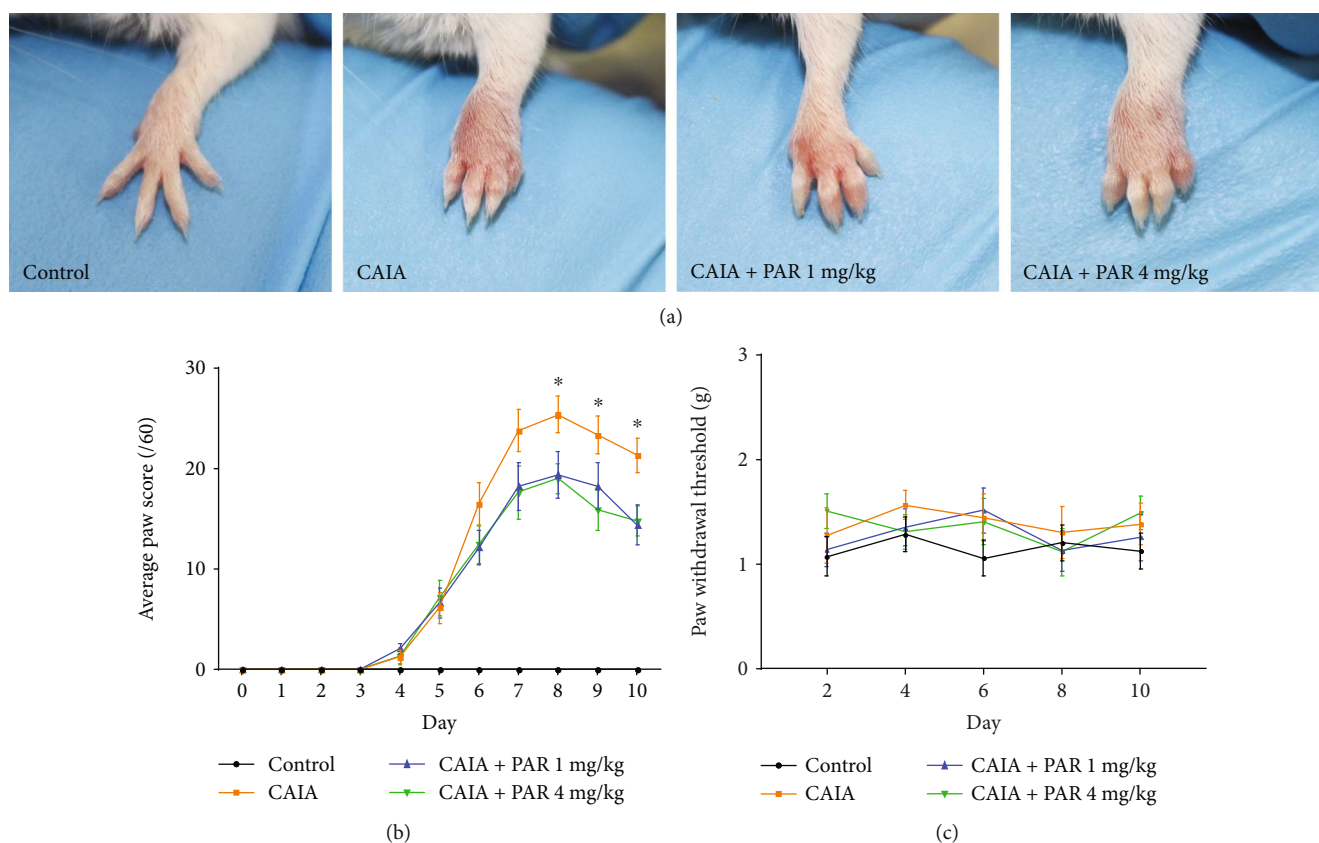 Control
CAIA
CAIA + PAR 1 mg/kg
CAIA + PAR 4 mg/kg
(a)
Average paw score (/60)
30
20
10
0
*
*
*
0 1 2 3 4 5 6 7 8 9 10
Day
Control
CAIA
CAIA + PAR 1 mg/kg
CAIA + PAR 4 mg/kg
(b)
Paw withdrawal threshold (g)
3
2
1
0
2 4 6 8 10
Day
Control
CAIA
CAIA + PAR 1 mg/kg
CAIA + PAR 4 mg/kg
(c)